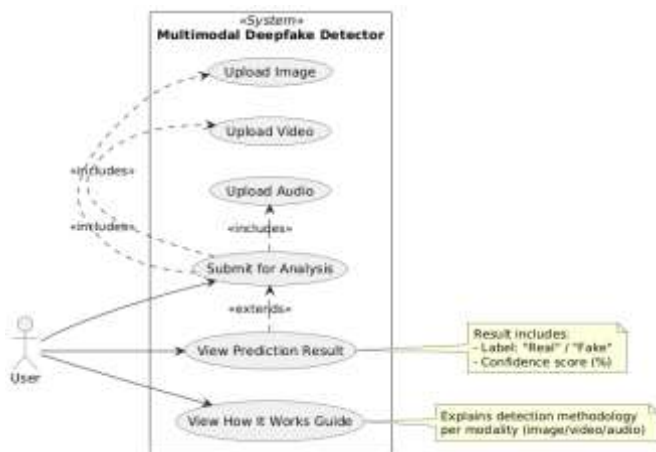 «System»
Multimodal Deepfake Detector
Upload Image
Upload Video
«includes»
Upload Audio
«includes»
«includes»
Submit for Analysis
«extends»
View Prediction Result
Result includes:
- Label: "Real" / "Fake"
- Confidence score (%)
User
View How It Works Guide
Explains detection methodology
per modality (image/video/audio)